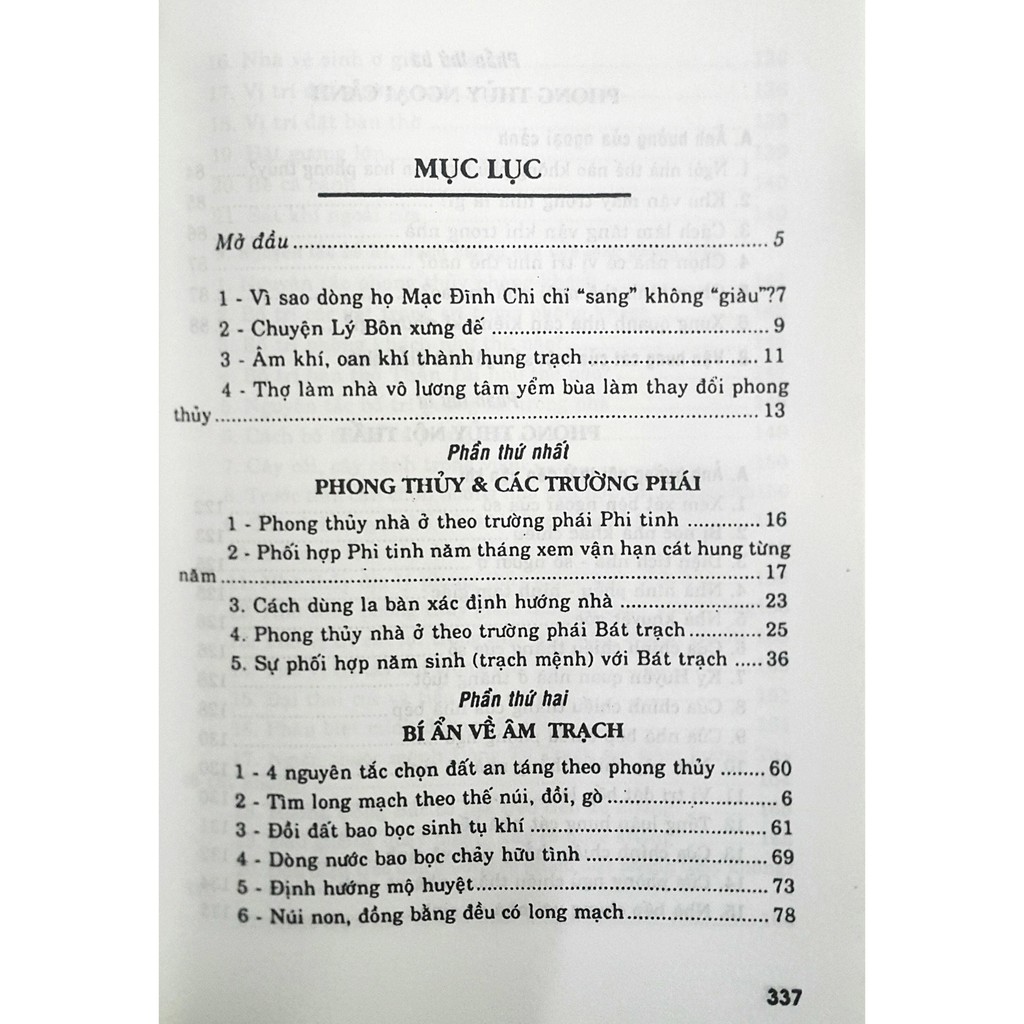 MỤC LỤC
Mở đầu ........ 5
1 - Vì sao dòng họ Mạc Đình Chi chỉ “sang” không “giàu”?7
2 - Chuyện Lý Bôn xưng đế ........ 9
3 - Âm khí, oan khí thành hung trạch ........ 11
4 - Thợ làm nhà vô lương tâm yểm bùa làm thay đổi phong
thủy ........ 13
Phần thứ nhất
PHONG THỦY & CÁC TRƯỜNG PHÁI
1 - Phong thủy nhà ở theo trường phái Phi tinh ........ 16
2 - Phối hợp Phi tinh năm tháng xem vận hạn cát hung từng
năm ........ 17
3. Cách dùng la bàn xác định hướng nhà ........ 23
4. Phong thủy nhà ở theo trường phái Bát trạch ........ 25
5. Sự phối hợp năm sinh (trạch mệnh) với Bát trạch ..... 36
Phần thứ hai
BÍ ẨN VỀ ÂM TRẠCH
1 - 4 nguyên tắc chọn đất an táng theo phong thủy ........ 60
2 - Tìm long mạch theo thế núi, đồi, gò ........ 6
3 - Đồi đất bao bọc sinh tụ khí ........ 61
4 - Dòng nước bao bọc chảy hữu tình ........ 69
5 - Định hướng mộ huyệt ........ 73
6 - Núi non, đồng bằng đều có long mạch ........ 78
337